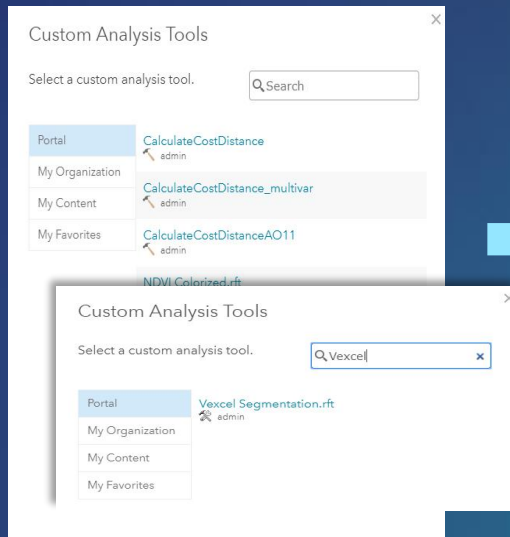 Custom Analysis Tools
Select a custom analysis tool.
Search
Portal
My Organization
My Content
My Favorites
CalculateCostDistance
admin
CalculateCostDistance_multivar
admin
CalculateCostDistanceAO11
admin
NDVI Colorized.rft
Custom Analysis Tools
Select a custom analysis tool.
Vexcel
Portal
My Organization
My Content
My Favorites
Vexcel Segmentation.rft
admin